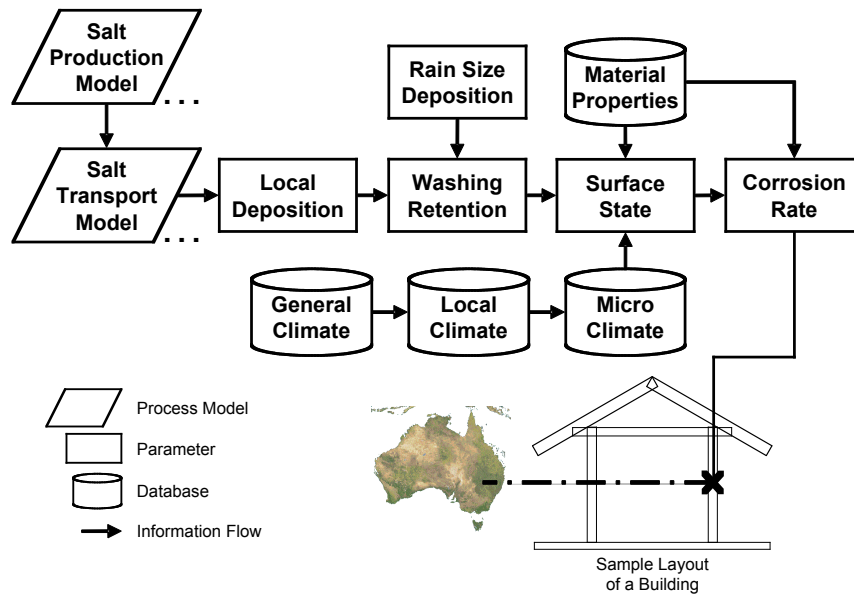 Salt
Production
Model
. . .
Rain Size
Deposition
Material
Properties
Salt
Transport
Model
. . .
Local
Deposition
Washing
Retention
Surface
State
Corrosion
Rate
General
Climate
Local
Climate
Micro
Climate
Process Model
Parameter
Database
Information Flow
Sample Layout
of a Building